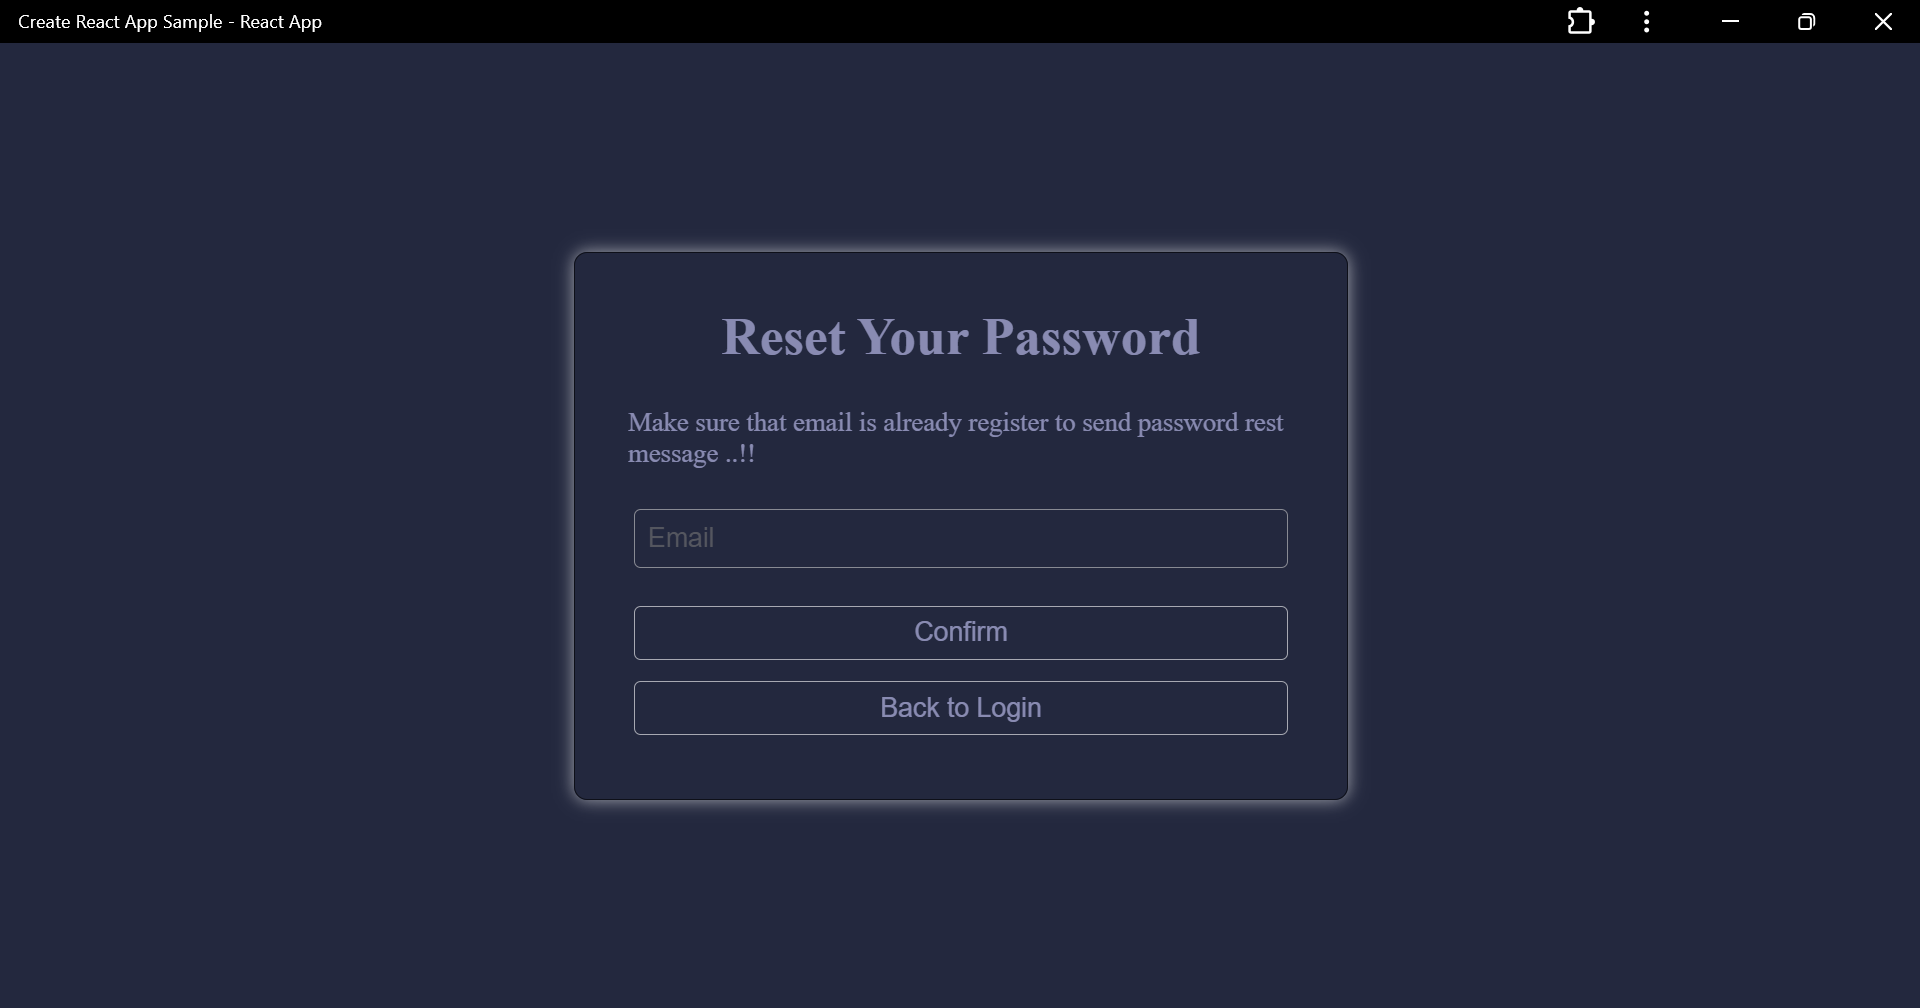 Create React App Sample - React App
Reset Your Password
Make sure that email is already register to send password rest
message ..!!
Email
Confirm
Back to Login